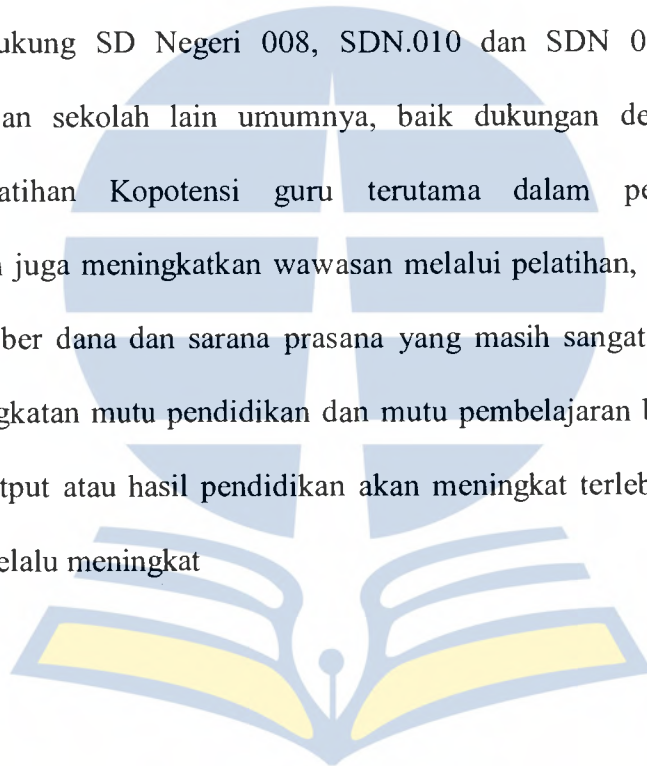 ukung SD Negeri 008, SDN.010 dan SDN 0
an sekolah lain umumnya, baik dukungan de
atihan Kopotensi guru terutama dalam pe
juga meningkatkan wawasan melalui pelatihan,
ber dana dan sarana prasana yang masih sangat
gkatan mutu pendidikan dan mutu pembelajaran b
tput atau hasil pendidikan akan meningkat terleb
elalu meningkat